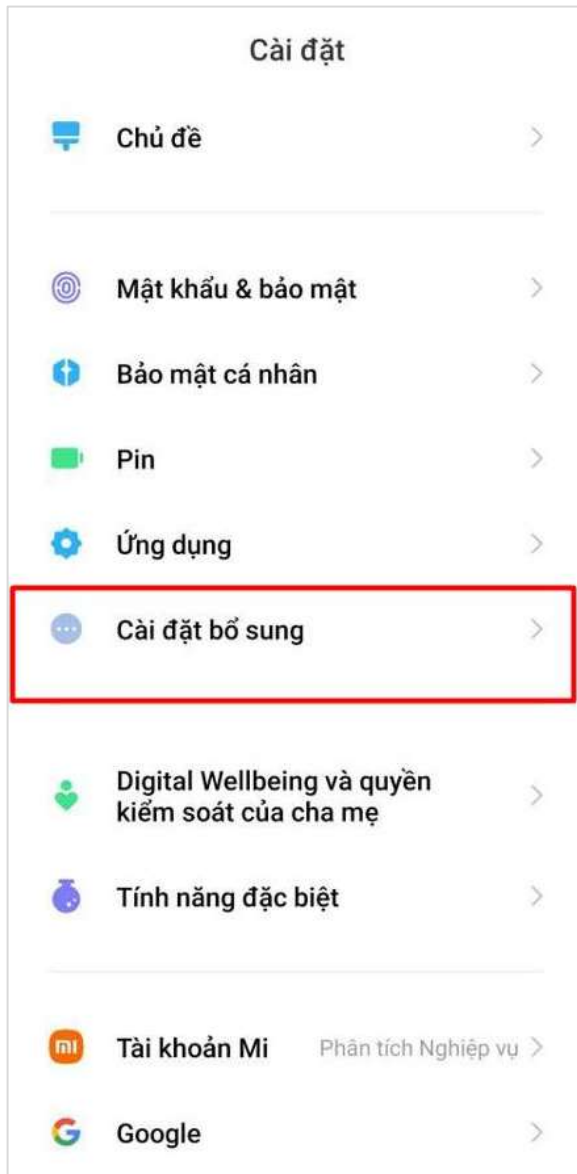 Cài đặt
Chủ đề
Mật khẩu & bảo mật
Bảo mật cá nhân
Pin
Ứng dụng
Cài đặt bổ sung
Digital Wellbeing và quyền
kiểm soát của cha mẹ
Tính năng đặc biệt
mi
Tài khoản Mi Phân tích Nghiệp vụ
Google